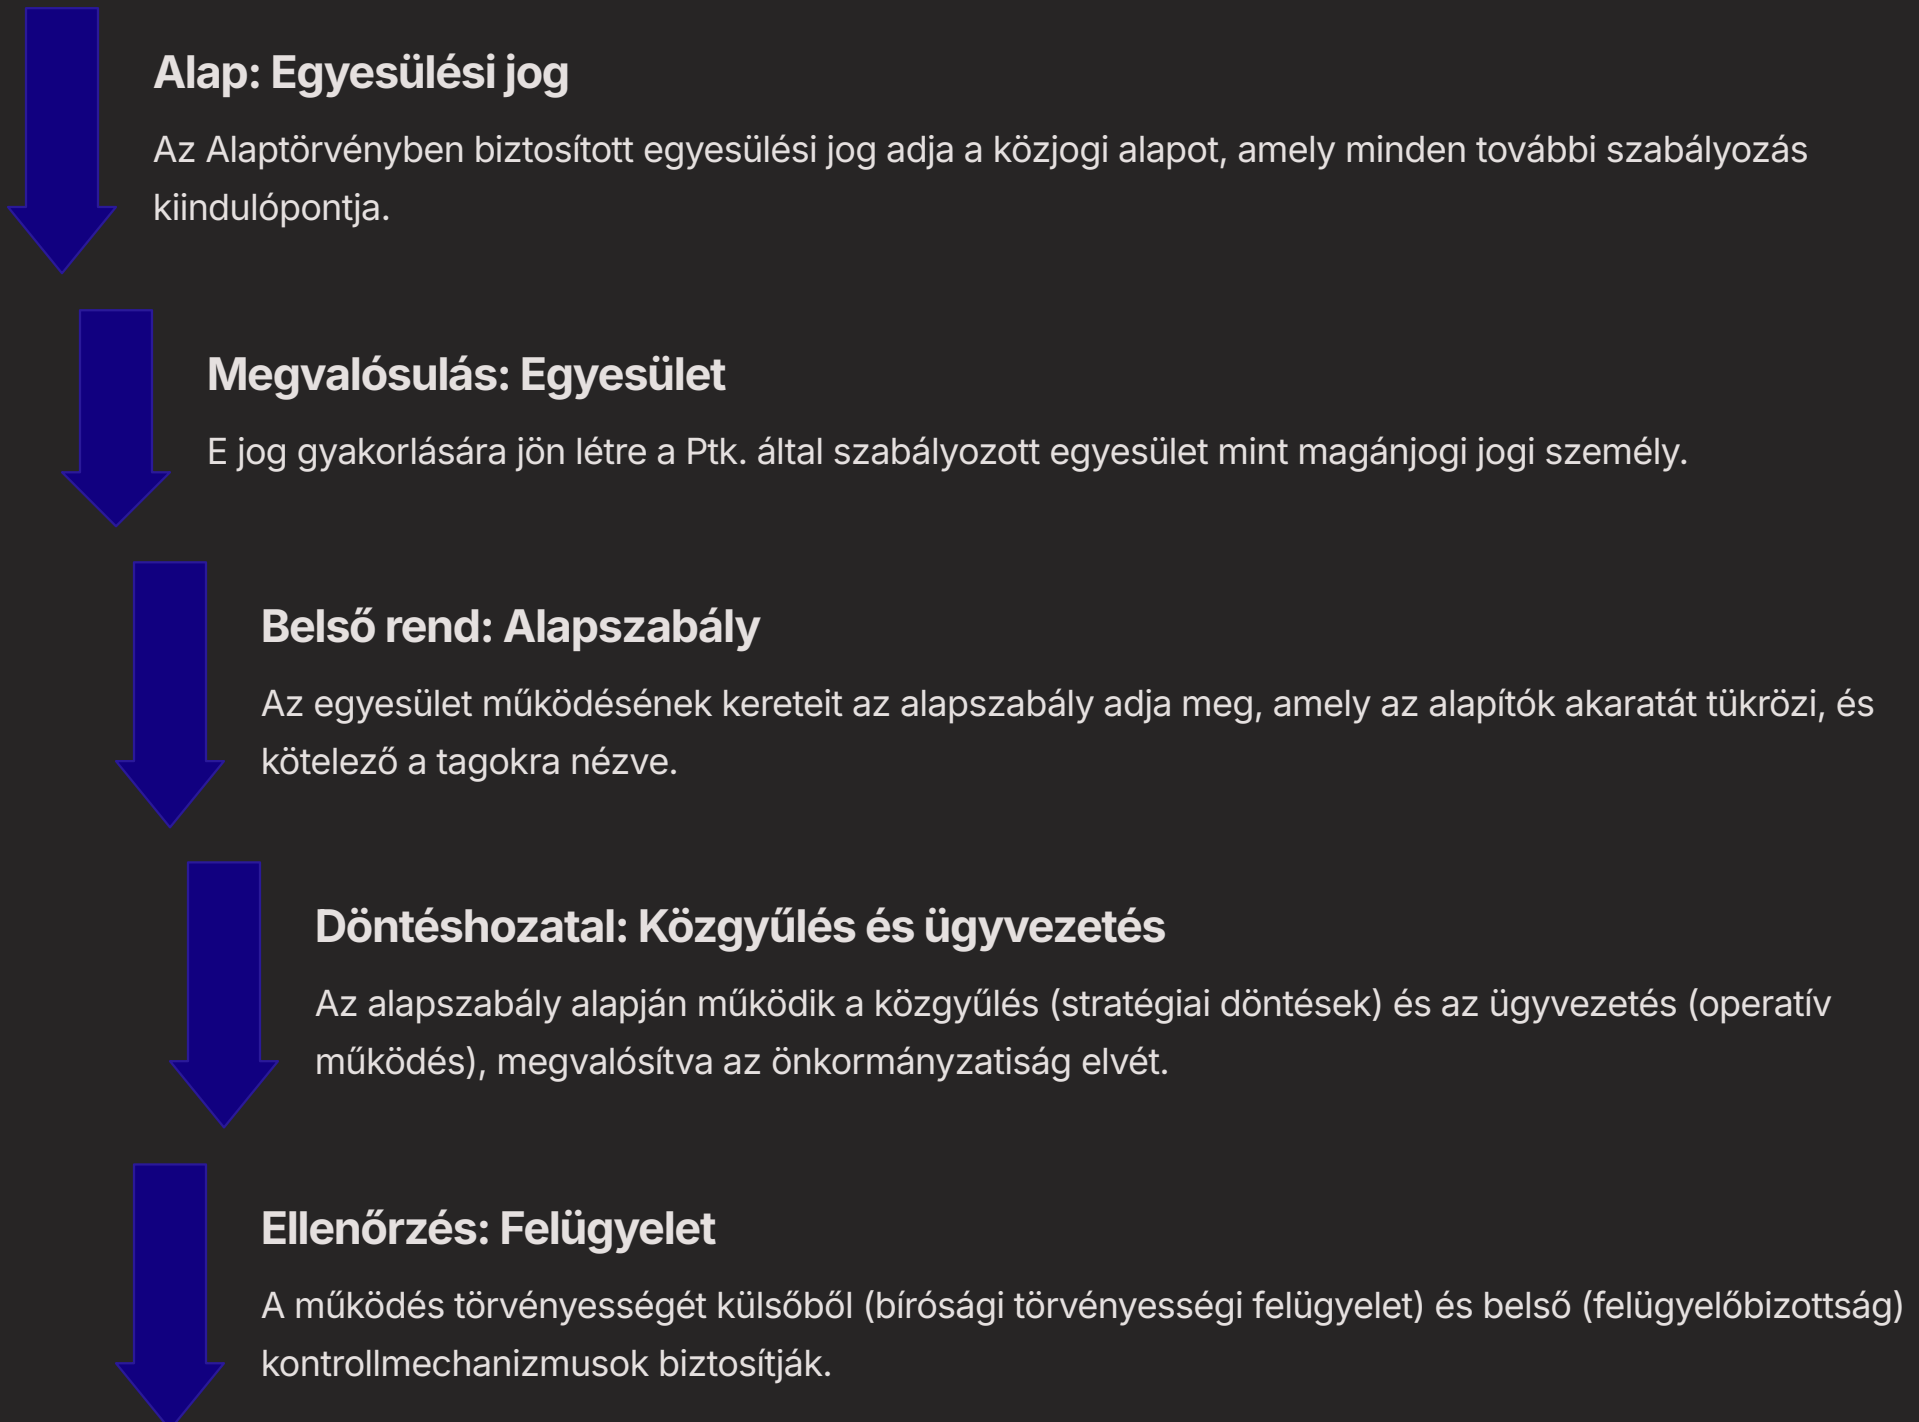 Alap: Egyesülési jog
Az Alaptörvényben biztosított egyesülési jog adja a közjogi alapot, amely minden további szabályozás
kiindulópontja.
Megvalósulás: Egyesület
E jog gyakorlására jön létre a Ptk. által szabályozott egyesület mint magánjogi jogi személy.
Belső rend: Alapszabály
Az egyesület működésének kereteit az alapszabály adja meg, amely az alapítók akaratát tükrözi, és
kötelező a tagokra nézve.
Döntéshozatal: Közgyűlés és ügyvezetés
Az alapszabály alapján működik a közgyűlés (stratégiai döntések) és az ügyvezetés (operatív
működés), megvalósítva az önkormányzatiság elvét.
Ellenőrzés: Felügyelet
A működés törvényességét külsőből (bírósági törvényességi felügyelet) és belső (felügyelőbizottság)
kontrollmechanizmusok biztosítják.